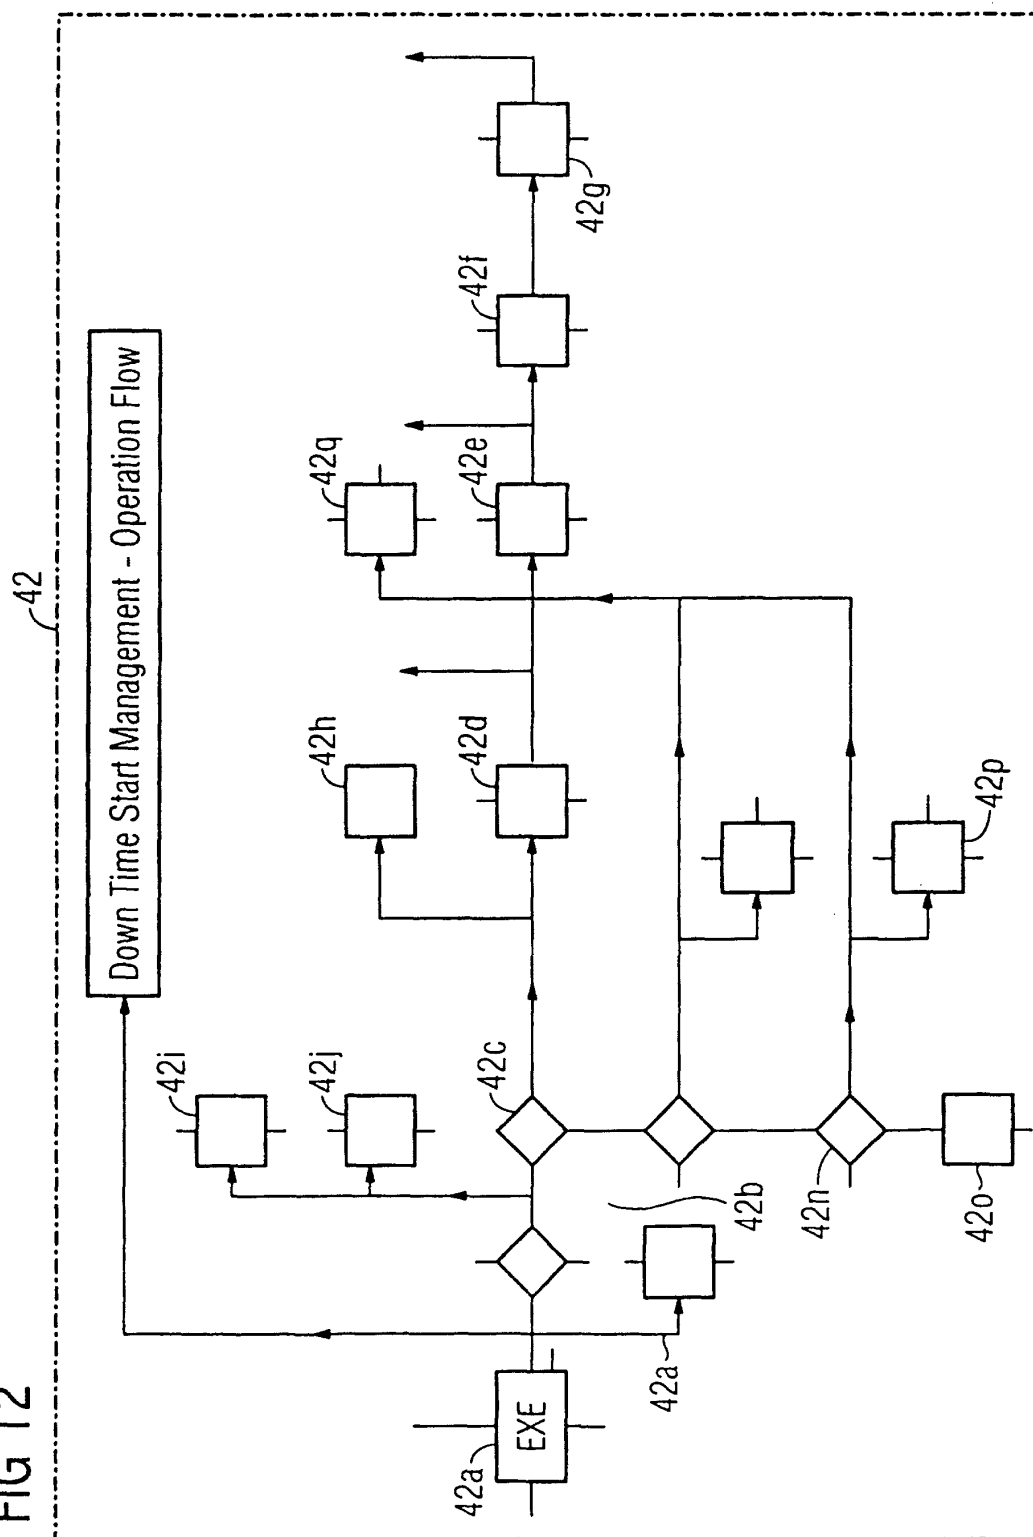 FIG 12
42
Down Time Start Management - Operation Flow
42i
42j
42h
42q
42c
42d
42e
42f
42g
42a
EXE
42a
42b
42n
42o
42p